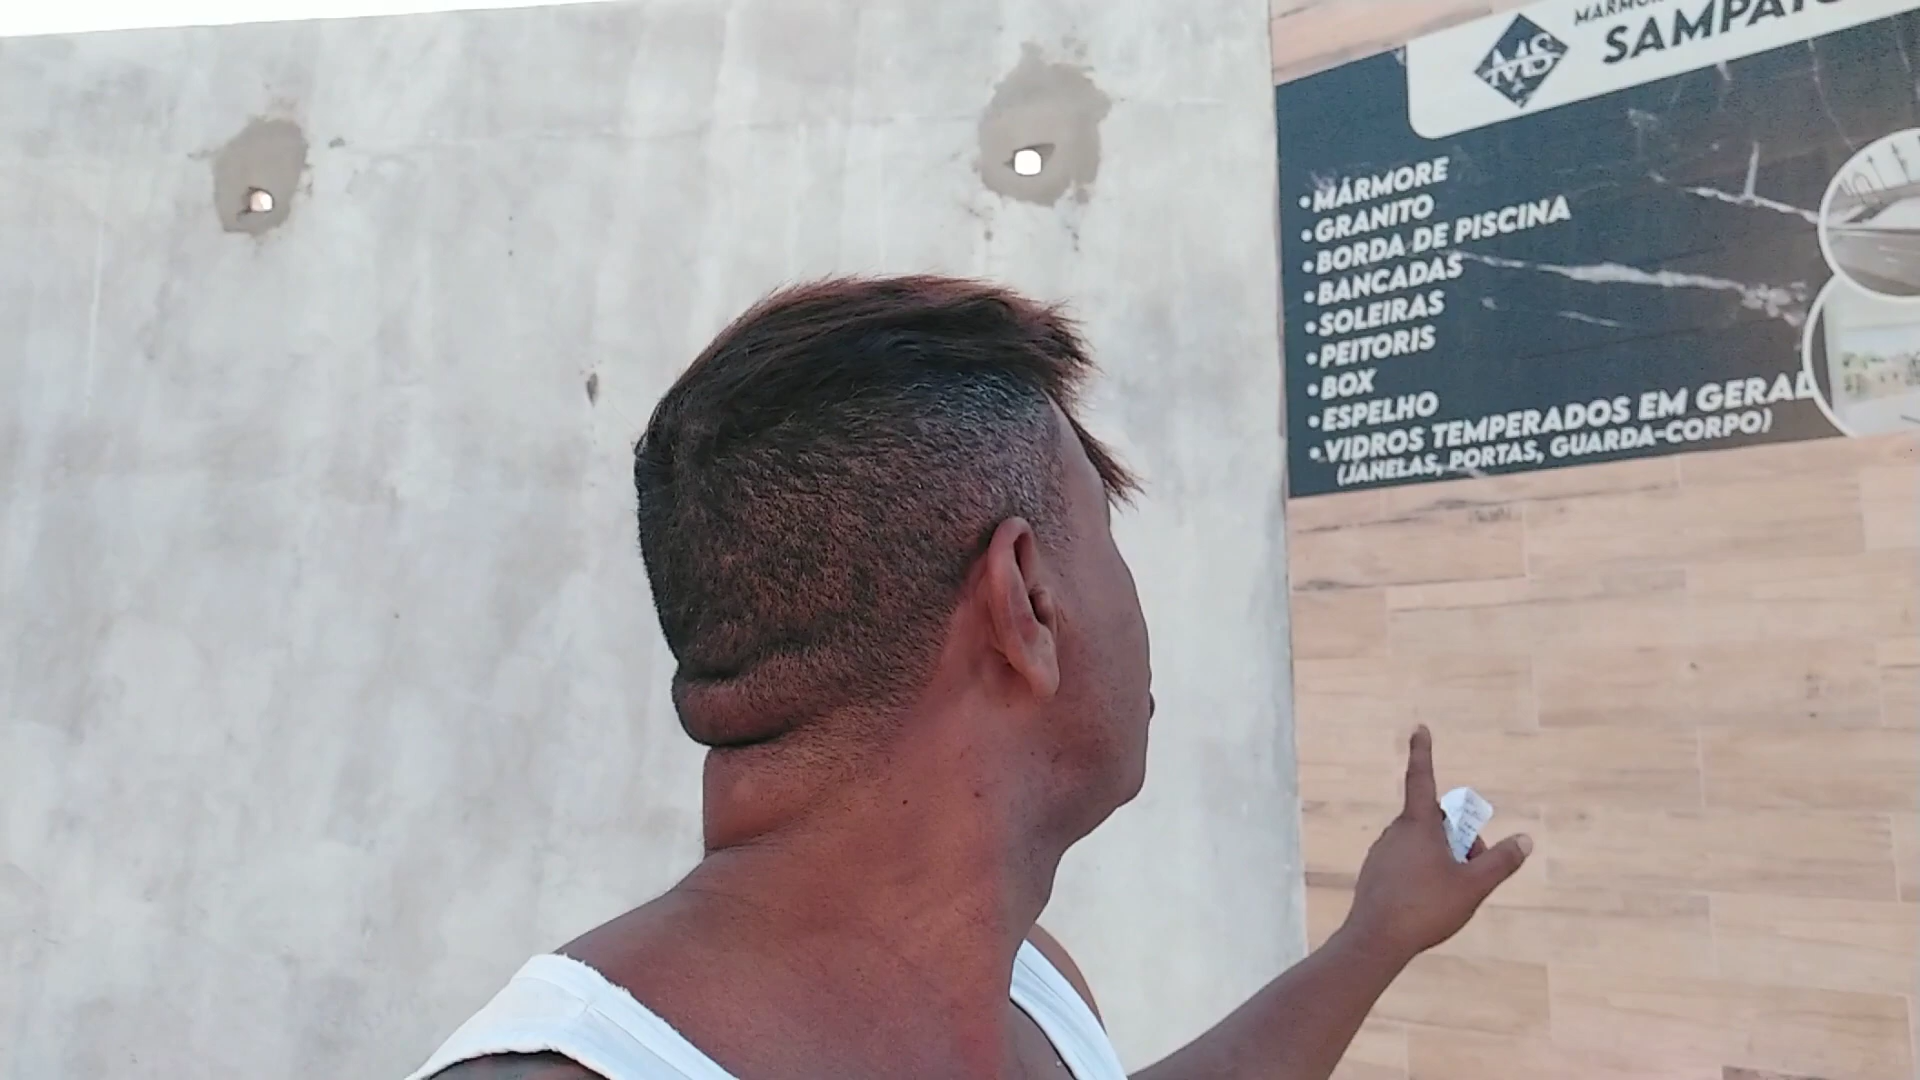 MS
SAMPAIO
•MÁRMORE
•GRANITO
•BORDA DE PISCINA
•BANCADAS
•SOLEIRAS
•PEITORIS
•BOX
•ESPELHO
•VIDROS TEMPERADOS EM GERAL
(JANELAS, PORTAS, GUARDA-CORPO)